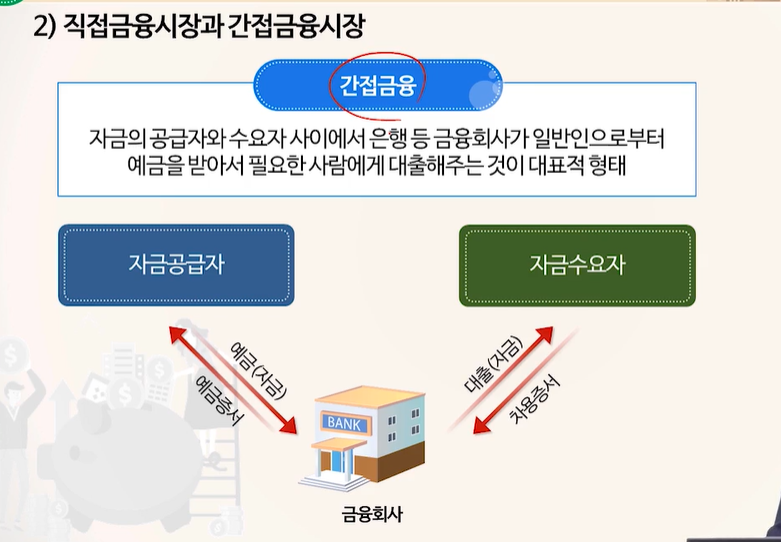 2) 직접금융시장과 간접금융시장
간접금융
자금의 공급자와 수요자 사이에서 은행 등 금융회사가 일반인으로부터
예금을 받아서 필요한 사람에게 대출해주는 것이 대표적 형태
자금공급자
자금수요자
예금(자금)
예금증서
대출(자금)
차용증서
BANK
금융회사